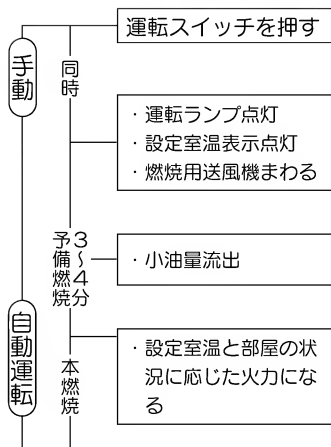 運転スイッチを押す
手動
同時
・運転ランプ点灯
・設定室温表示点灯
・燃焼用送風機まわる
3～4分
予備燃焼
・小油量流出
自動運転
本燃焼
・設定室温と部屋の状
況に応じた火力にな
る